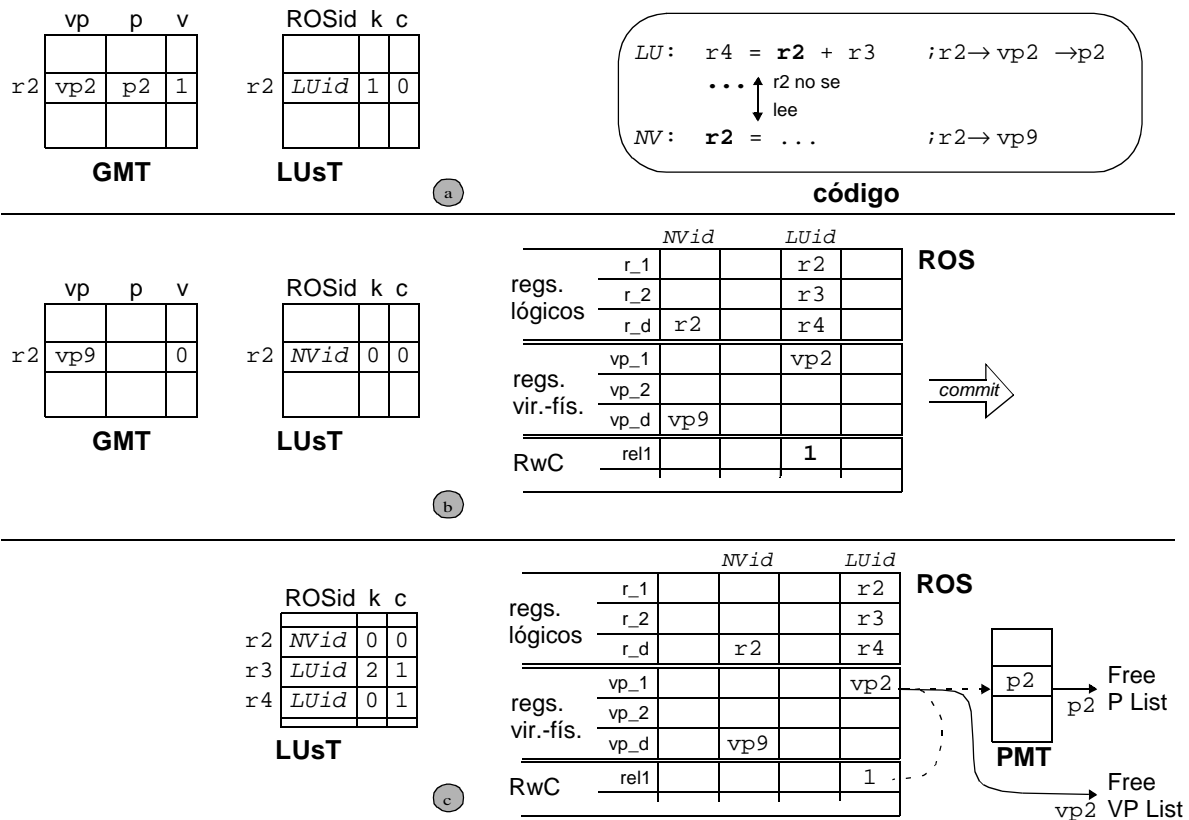 vp p v
r2 vp2 p2 1
GMT
ROSid k c
r2 LUid 1 0
LUsT
a
LU: r4 = r2 + r3 ;r2→ vp2 →p2
... r2 no se
lee
NV: r2 = ... ;r2→ vp9
código
vp p v
r2 vp9 0
GMT
ROSid k c
r2 NVid 0 0
LUsT
b
NVid LUid
ROS
regs.
lógicos
r_1 r2
r_2 r3
r_d r2 r4
regs.
vir.-fís.
vp_1 vp2
vp_2
vp_d vp9
RwC
rel1 1
commit
ROSid k c
r2 NVid 0 0
r3 LUid 2 1
r4 LUid 0 1
LUsT
c
NVid LUid
ROS
regs.
lógicos
r_1 r2
r_2 r3
r_d r2 r4
regs.
vir.-fís.
vp_1 vp2
vp_2
vp_d vp9
RwC
rel1 1
p2
PMT
Free
p2 P List
Free
vp2 VP List